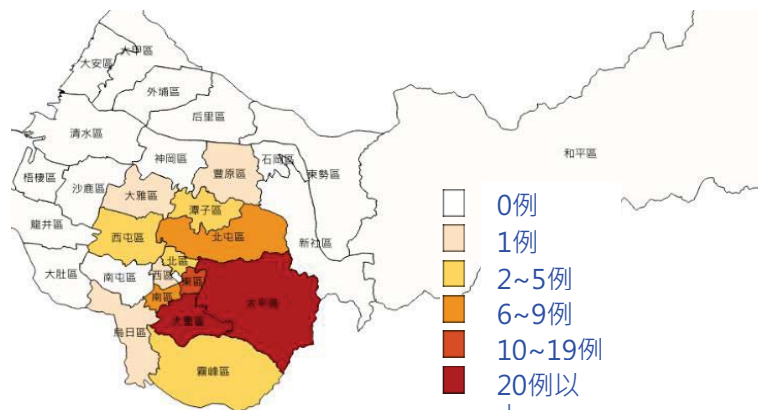 大甲區
大安區
外埔區
后里區
清水區
神岡區
石岡區
東勢區
和平區
豐原區
梧棲區
沙鹿區
大雅區
潭子區
龍井區
西屯區
北屯區
新社區
北區
大肚區
南屯區
西區
東區
南區
太平區
大里區
烏日區
霧峰區
0例
1例
2~5例
6~9例
10~19例
20例以